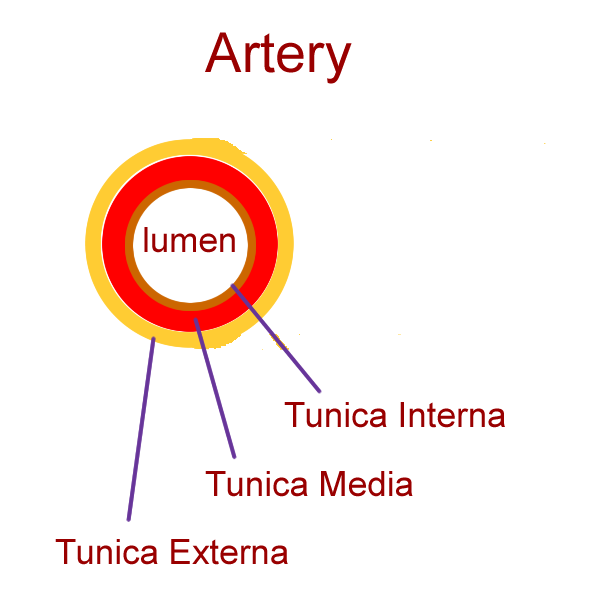 Artery
lumen
Tunica Interna
Tunica Media
Tunica Externa